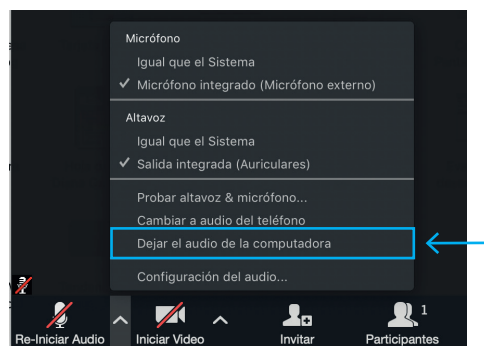 Micrófono
Igual que el Sistema
✓ Micrófono integrado (Micrófono externo)
Altavoz
Igual que el Sistema
✓ Salida integrada (Auriculares)
Probar altavoz & micrófono...
Cambiar a audio del teléfono
Dejar el audio de la computadora
Configuración del audio...
1
Re-Iniciar Audio Iniciar Video Invitar Participantes